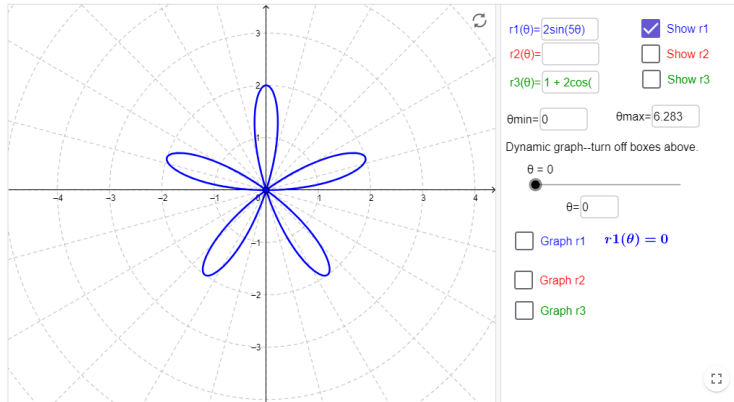 3
2
1
0
−4
−3
−2
−1
1
2
3
4
−1
−2
−3
r1(θ)= 2sin(5θ)
Show r1
r2(θ)=
Show r2
r3(θ)= 1 + 2cos(
Show r3
θmin= 0
θmax= 6.283
Dynamic graph--turn off boxes above.
θ = 0
θ= 0
Graph r1
r1(θ) = 0
Graph r2
Graph r3